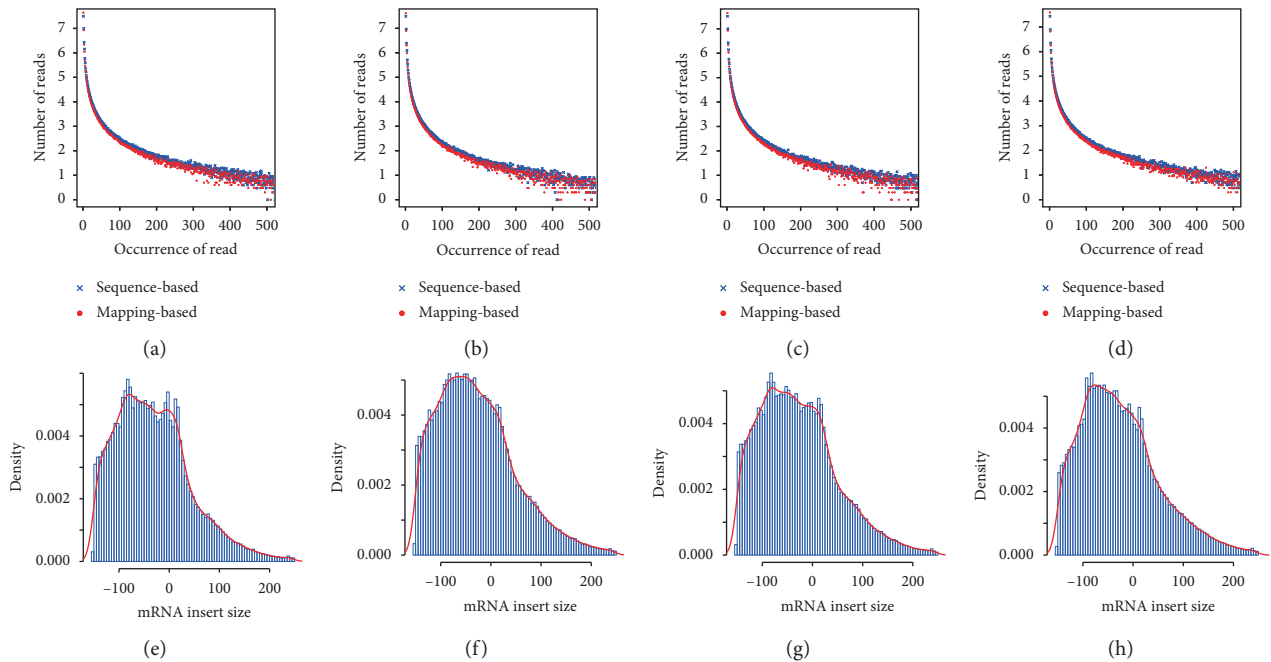 7
6
5
4
3
2
1
0
Number of reads
0 100 200 300 400 500
Occurrence of read
Sequence-based
Mapping-based
(a)
7
6
5
4
3
2
1
0
Number of reads
0 100 200 300 400 500
Occurrence of read
Sequence-based
Mapping-based
(b)
7
6
5
4
3
2
1
0
Number of reads
0 100 200 300 400 500
Occurrence of read
Sequence-based
Mapping-based
(c)
7
6
5
4
3
2
1
0
Number of reads
0 100 200 300 400 500
Occurrence of read
Sequence-based
Mapping-based
(d)
0.004
0.002
0.000
Density
−100 0 100 200
mRNA insert size
(e)
0.004
0.002
0.000
Density
−100 0 100 200
mRNA insert size
(f)
0.004
0.002
0.000
Density
−100 0 100 200
mRNA insert size
(g)
0.004
0.002
0.000
Density
−100 0 100 200
mRNA insert size
(h)